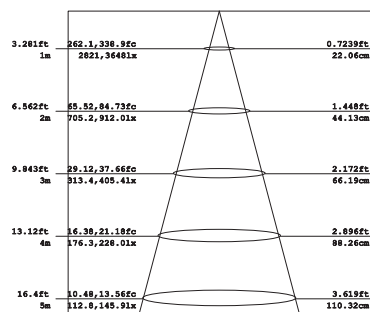 3.281ft 262.1,338.9fc 0.7239ft
1m 2821,3648lx 22.06cm
6.562ft 65.52,84.73fc 1.448ft
2m 705.2,912.0lx 44.13cm
9.843ft 29.12,37.66fc 2.172ft
3m 313.4,405.4lx 66.19cm
13.12ft 16.38,21.18fc 2.896ft
4m 176.3,228.0lx 88.26cm
16.4ft 10.48,13.56fc 3.619ft
5m 112.8,145.9lx 110.32cm